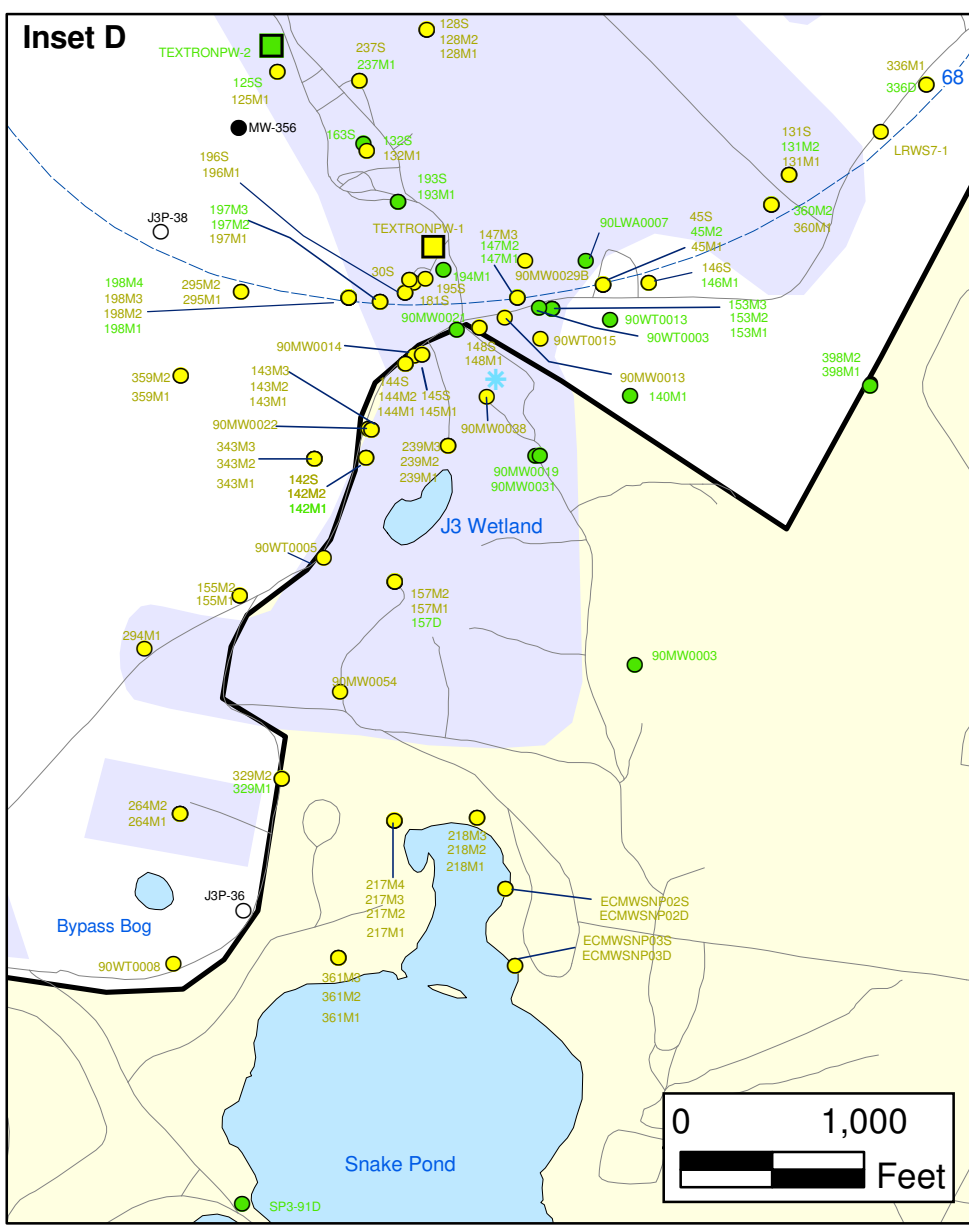 Inset D
128S
128M2
128M1
TEXTRONPW-2
237S
237M1
125S
125M1
336M1
336D
68
MW-356
163S
132S
132M1
131S
131M2
131M1
LRWS7-1
196S
196M1
193S
193M1
197M3
197M2
197M1
J3P-38
TEXTRONPW-1
147M3
147M2
147M1
90LWA0007
45S
45M2
45M1
360M2
360M1
30S
194M1
90MW0029B
146S
146M1
198M4
198M3
198M2
198M1
295M2
295M1
195S
181S
90MW0021
153M3
153M2
153M1
90WT0013
90WT0003
90WT0015
148S
148M1
90MW0014
90MW0013
398M2
398M1
359M2
359M1
143M3
143M2
143M1
144S
144M2
144M1
145S
145M1
140M1
90MW0022
90MW0038
343M3
343M2
343M1
239M3
239M2
239M1
90MW0019
90MW0031
142S
142M2
142M1
J3 Wetland
90WT0005
155M2
155M1
157M2
157M1
157D
294M1
90MW0003
90MW0054
329M2
329M1
264M2
264M1
218M3
218M2
218M1
217M4
217M3
217M2
217M1
J3P-36
ECMWSNP02S
ECMWSNP02D
Bypass Bog
ECMWSNP03S
ECMWSNP03D
90WT0008
361M3
361M2
361M1
0 1,000
Feet
Snake Pond
SP3-91D